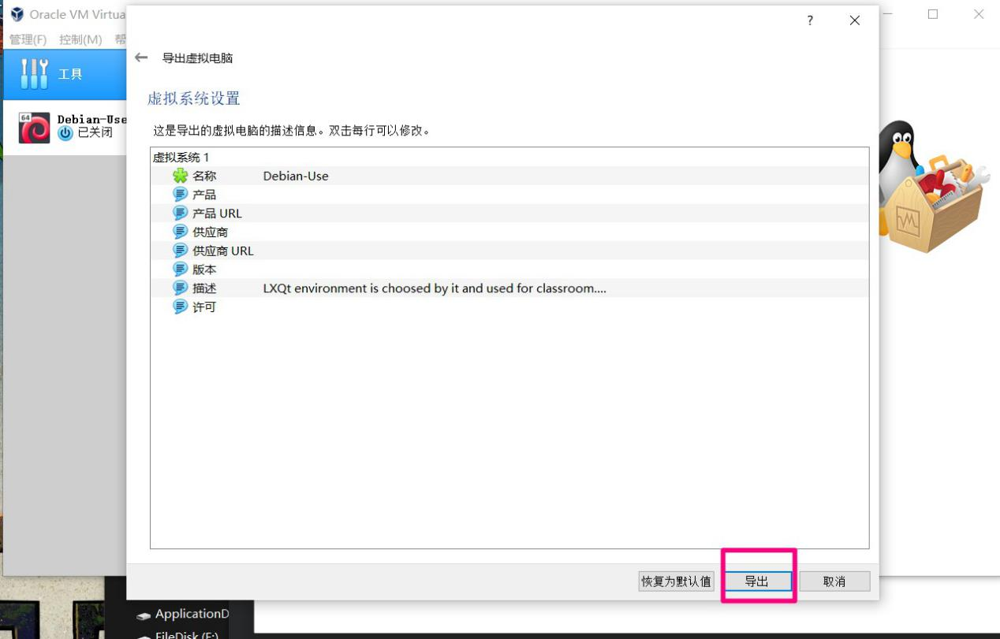 Oracle VM Virtua
?
管理(F) 控制(M) 帮
导出虚拟电脑
工具
虚拟系统设置
64
Debian-Use
已关闭
这是导出的虚拟电脑的描述信息。双击每行可以修改。
虚拟系统 1
名称 Debian-Use
产品
产品 URL
供应商
供应商 URL
版本
描述 LXQt environment is choosed by it and used for classroom....
许可
恢复为默认值 导出 取消
ApplicationD
FileDisk (F:)